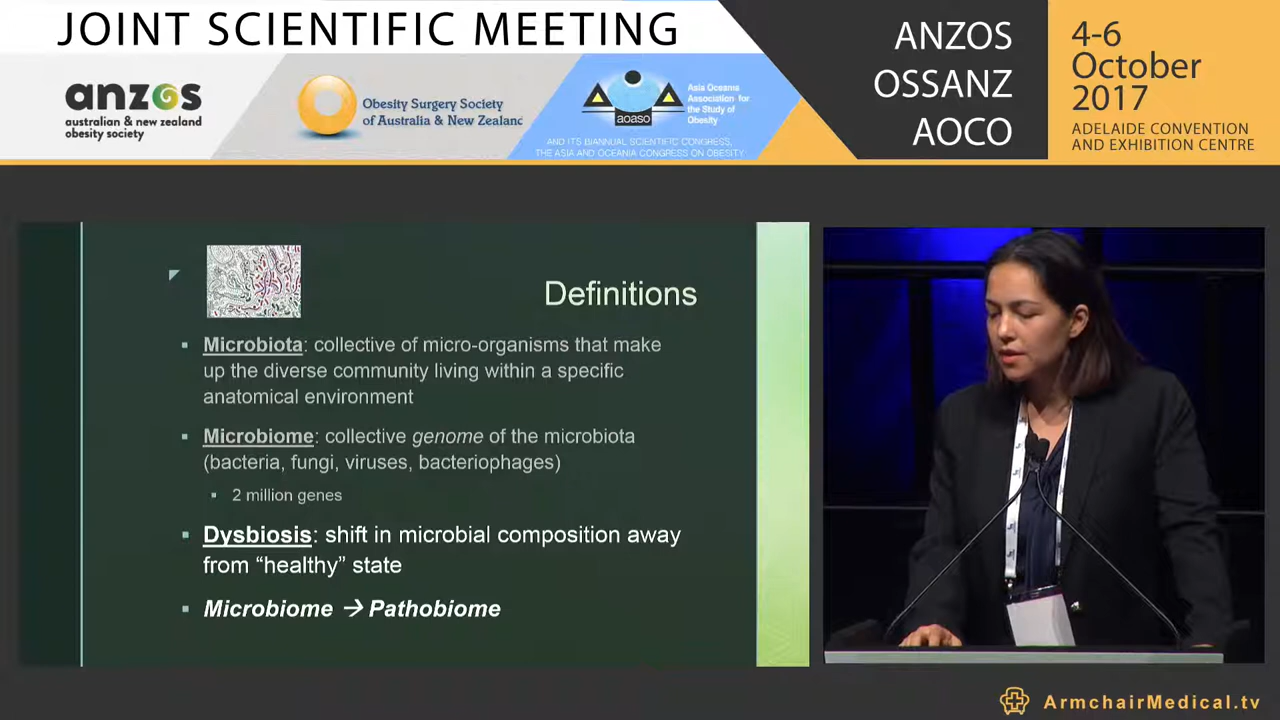 JOINT SCIENTIFIC MEETING
anzos
australian & new zealand
obesity society
Obesity Surgery Society
of Australia & New Zealand
aoaso
Asia Oceania
Association for
the Study of
Obesity
AND ITS BIANNUAL SCIENTIFIC CONGRESS,
THE ASIA AND OCEANIA CONGRESS ON OBESITY
ANZOS
OSSANZ
AOCO
4-6
October
2017
ADELAIDE CONVENTION
AND EXHIBITION CENTRE
Definitions
▪ Microbiota: collective of micro-organisms that make
up the diverse community living within a specific
anatomical environment
▪ Microbiome: collective genome of the microbiota
(bacteria, fungi, viruses, bacteriophages)
▪ 2 million genes
▪ Dysbiosis: shift in microbial composition away
from “healthy” state
▪ Microbiome → Pathobiome
ArmchairMedical.tv